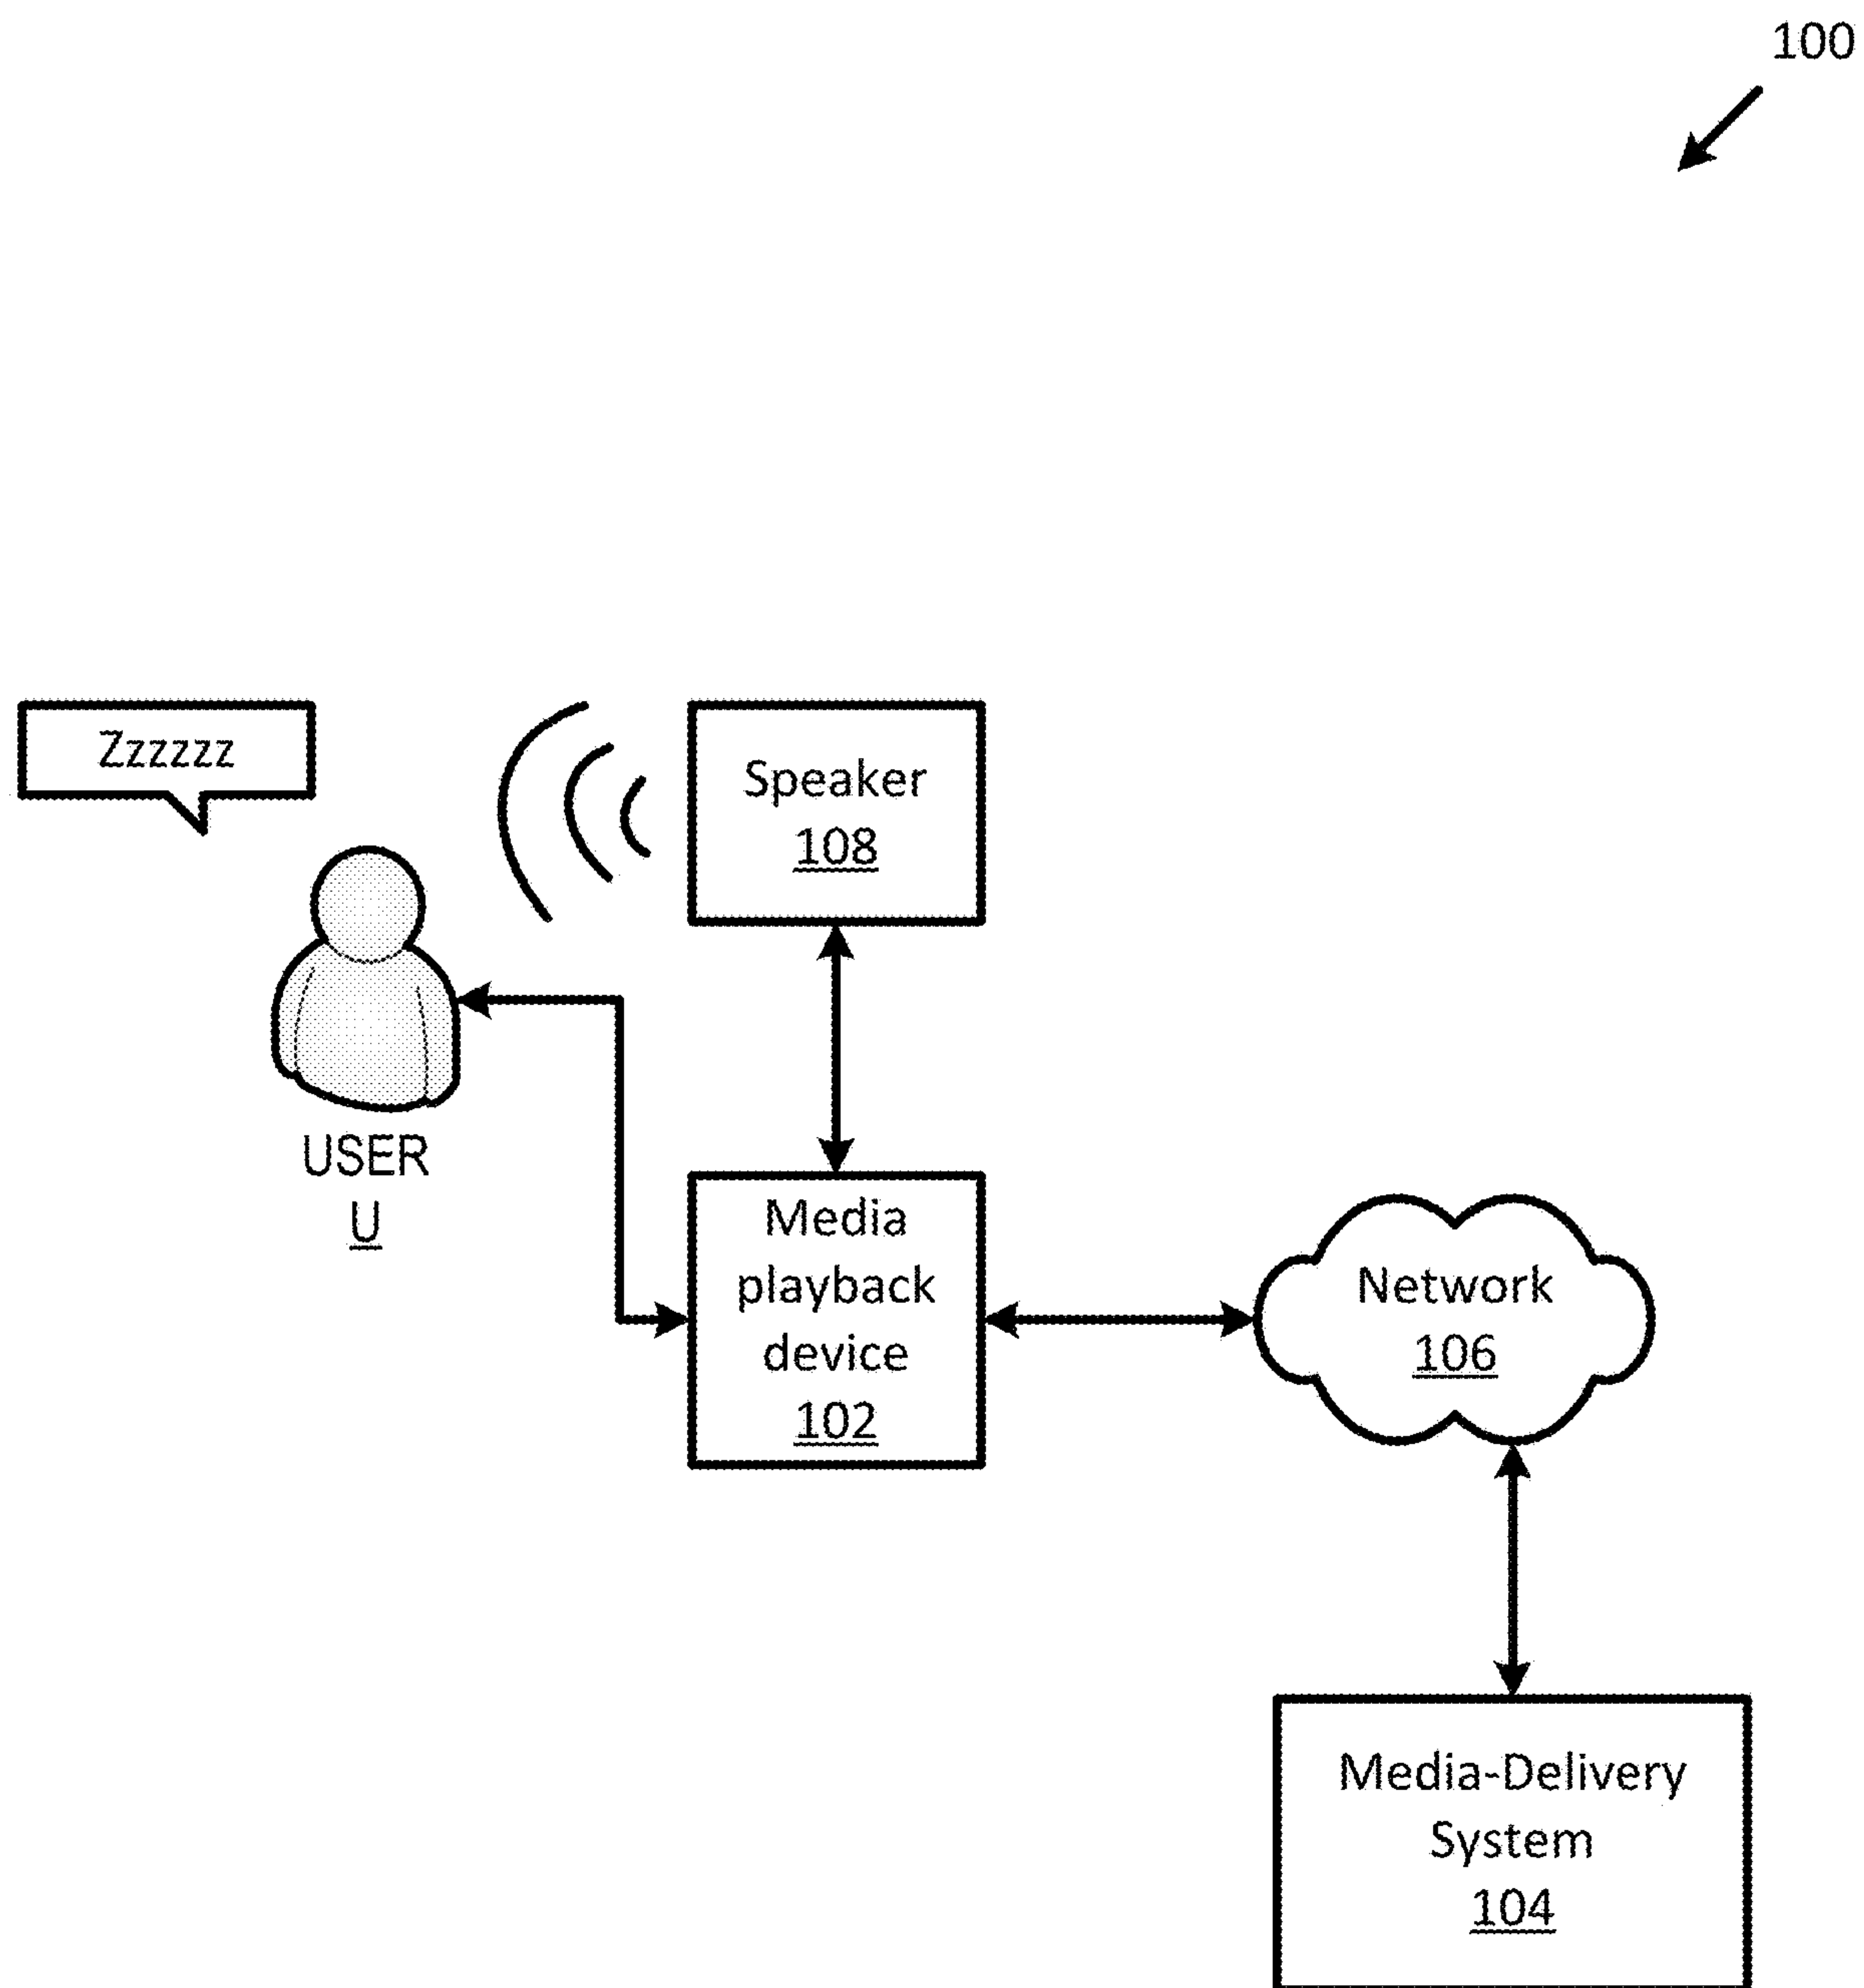 100
Zzzzzz
Speaker
108
USER
U
Media
playback
device
102
Network
106
Media-Delivery
System
104